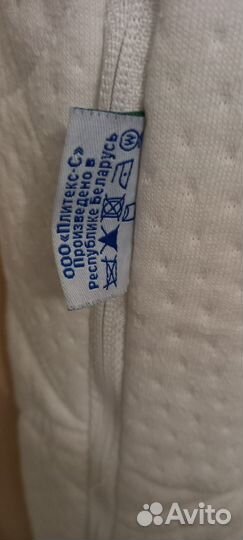 ООО «Плитекс-С»
Произведено в
Республике Беларусь
Avito